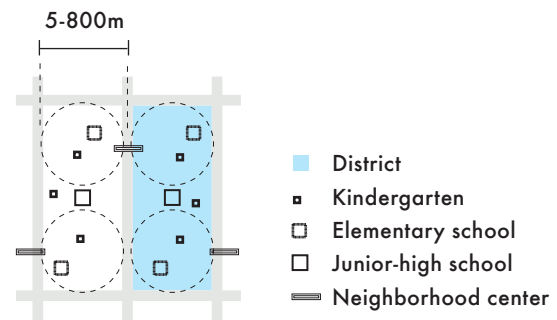 5-800m
District
Kindergarten
Elementary school
Junior-high school
Neighborhood center